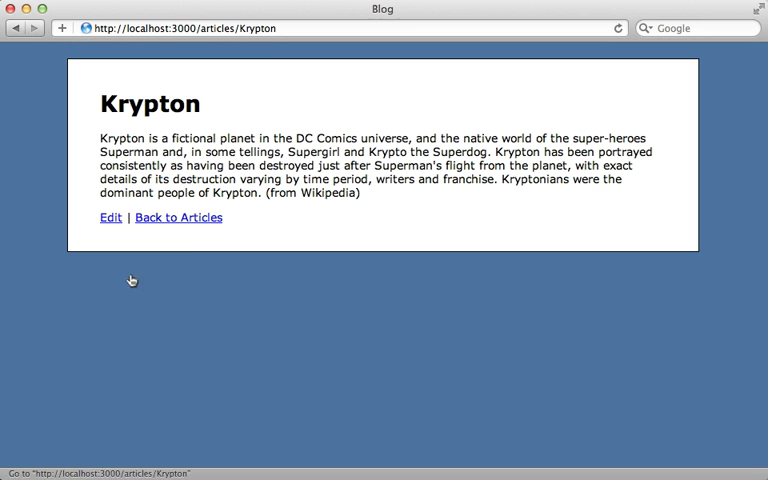 Blog
http://localhost:3000/articles/Krypton
Google
Krypton
Krypton is a fictional planet in the DC Comics universe, and the native world of the super-heroes
Superman and, in some tellings, Supergirl and Krypto the Superdog. Krypton has been portrayed
consistently as having been destroyed just after Superman's flight from the planet, with exact
details of its destruction varying by time period, writers and franchise. Kryptonians were the
dominant people of Krypton. (from Wikipedia)
Edit | Back to Articles
Go to "http://localhost:3000/articles/Krypton"